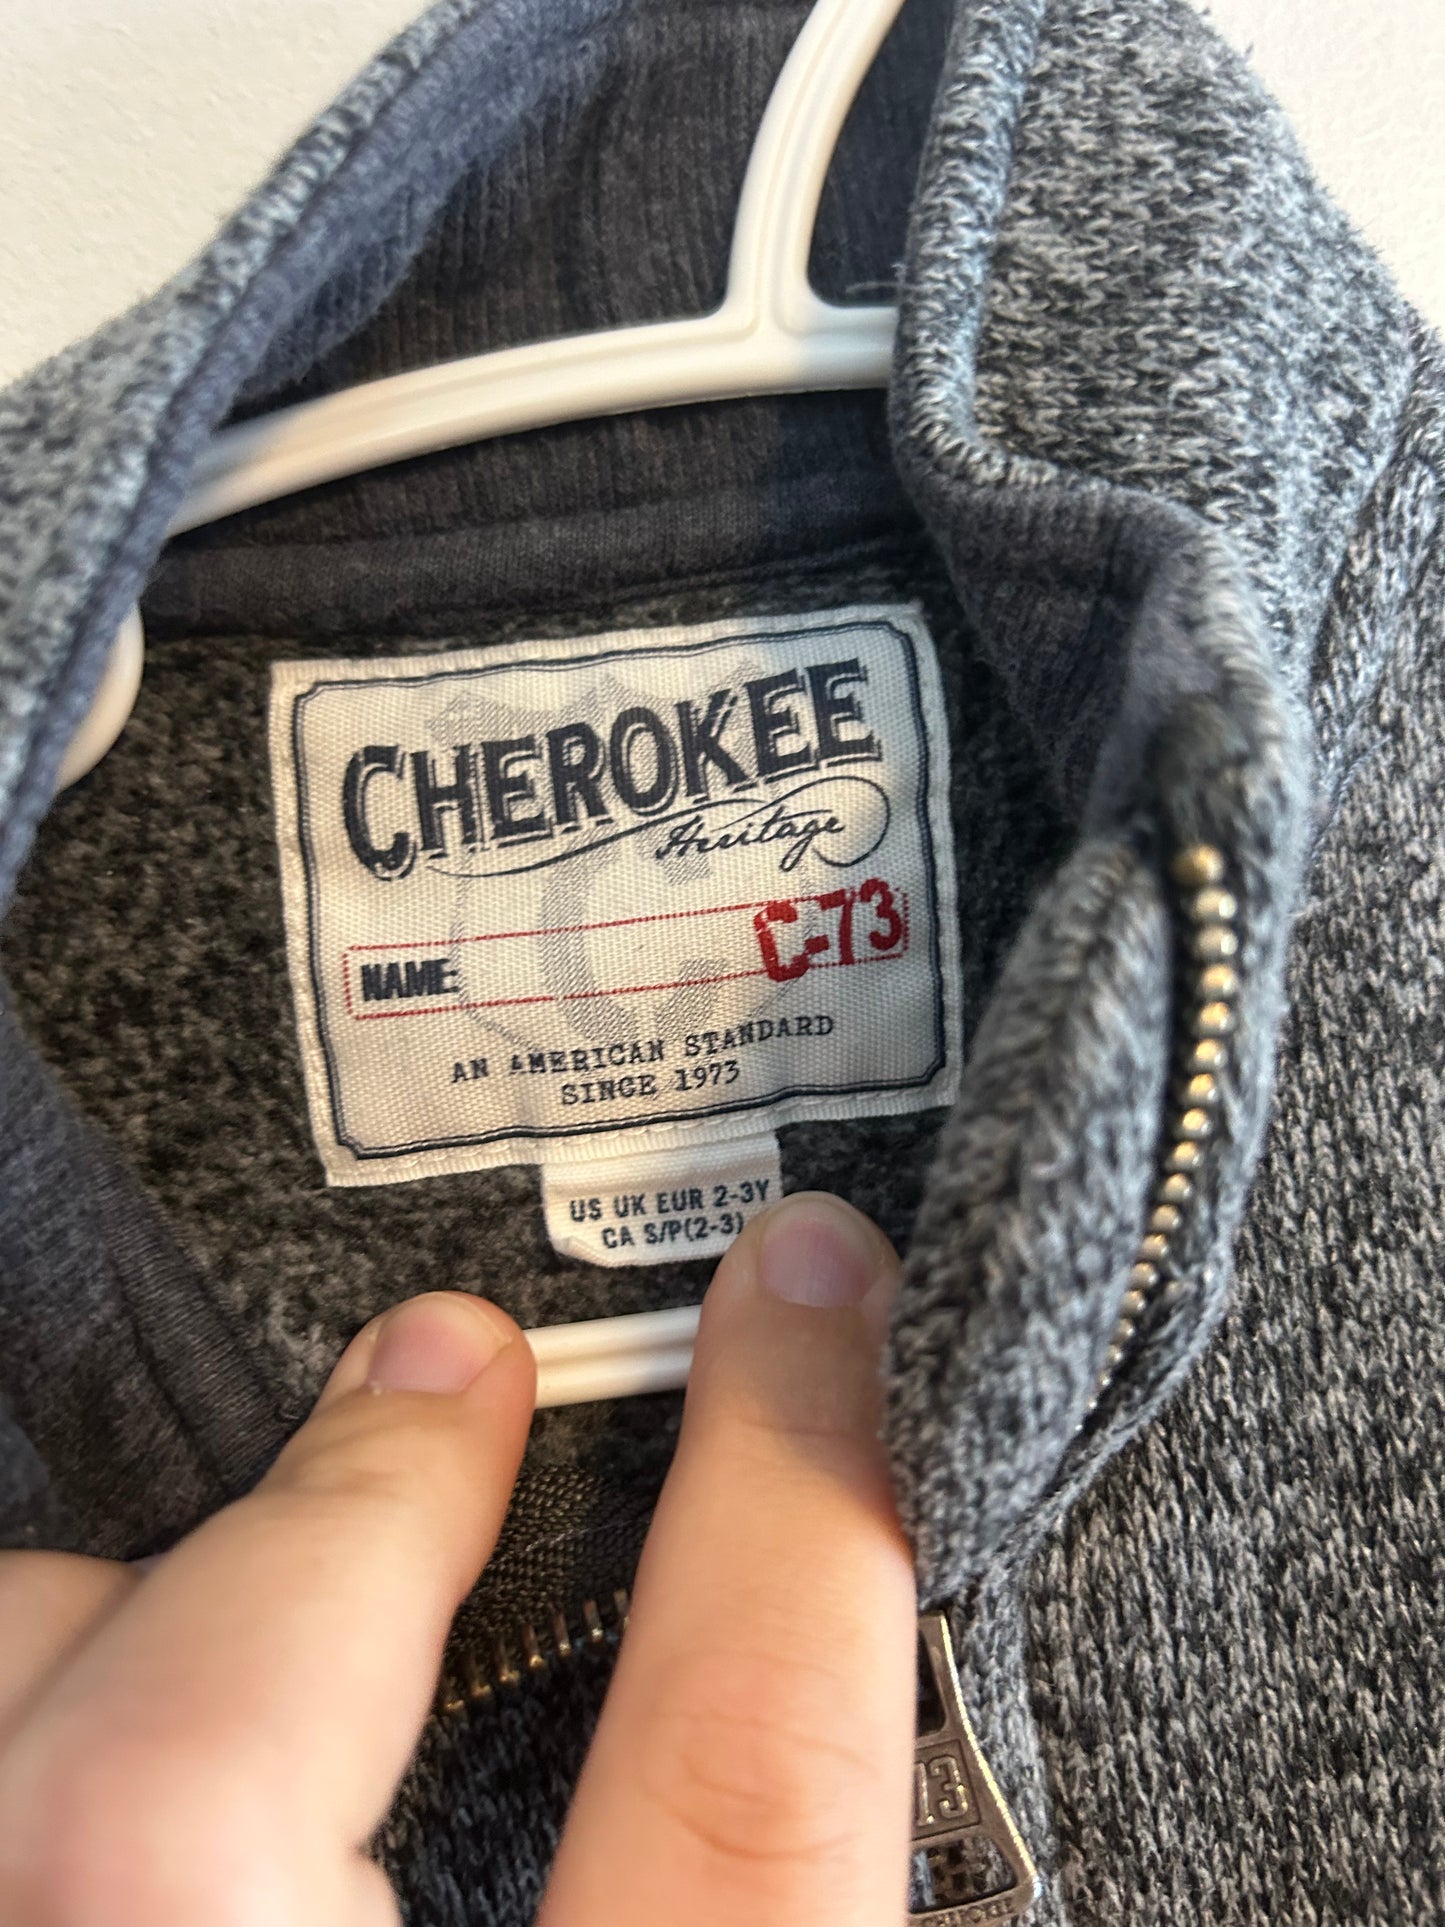 CHEROKEE
Heritage
C-73
NAME:
AN AMERICAN STANDARD
SINCE 1973
US UK EUR 2-3Y
CA S/P(2-3)